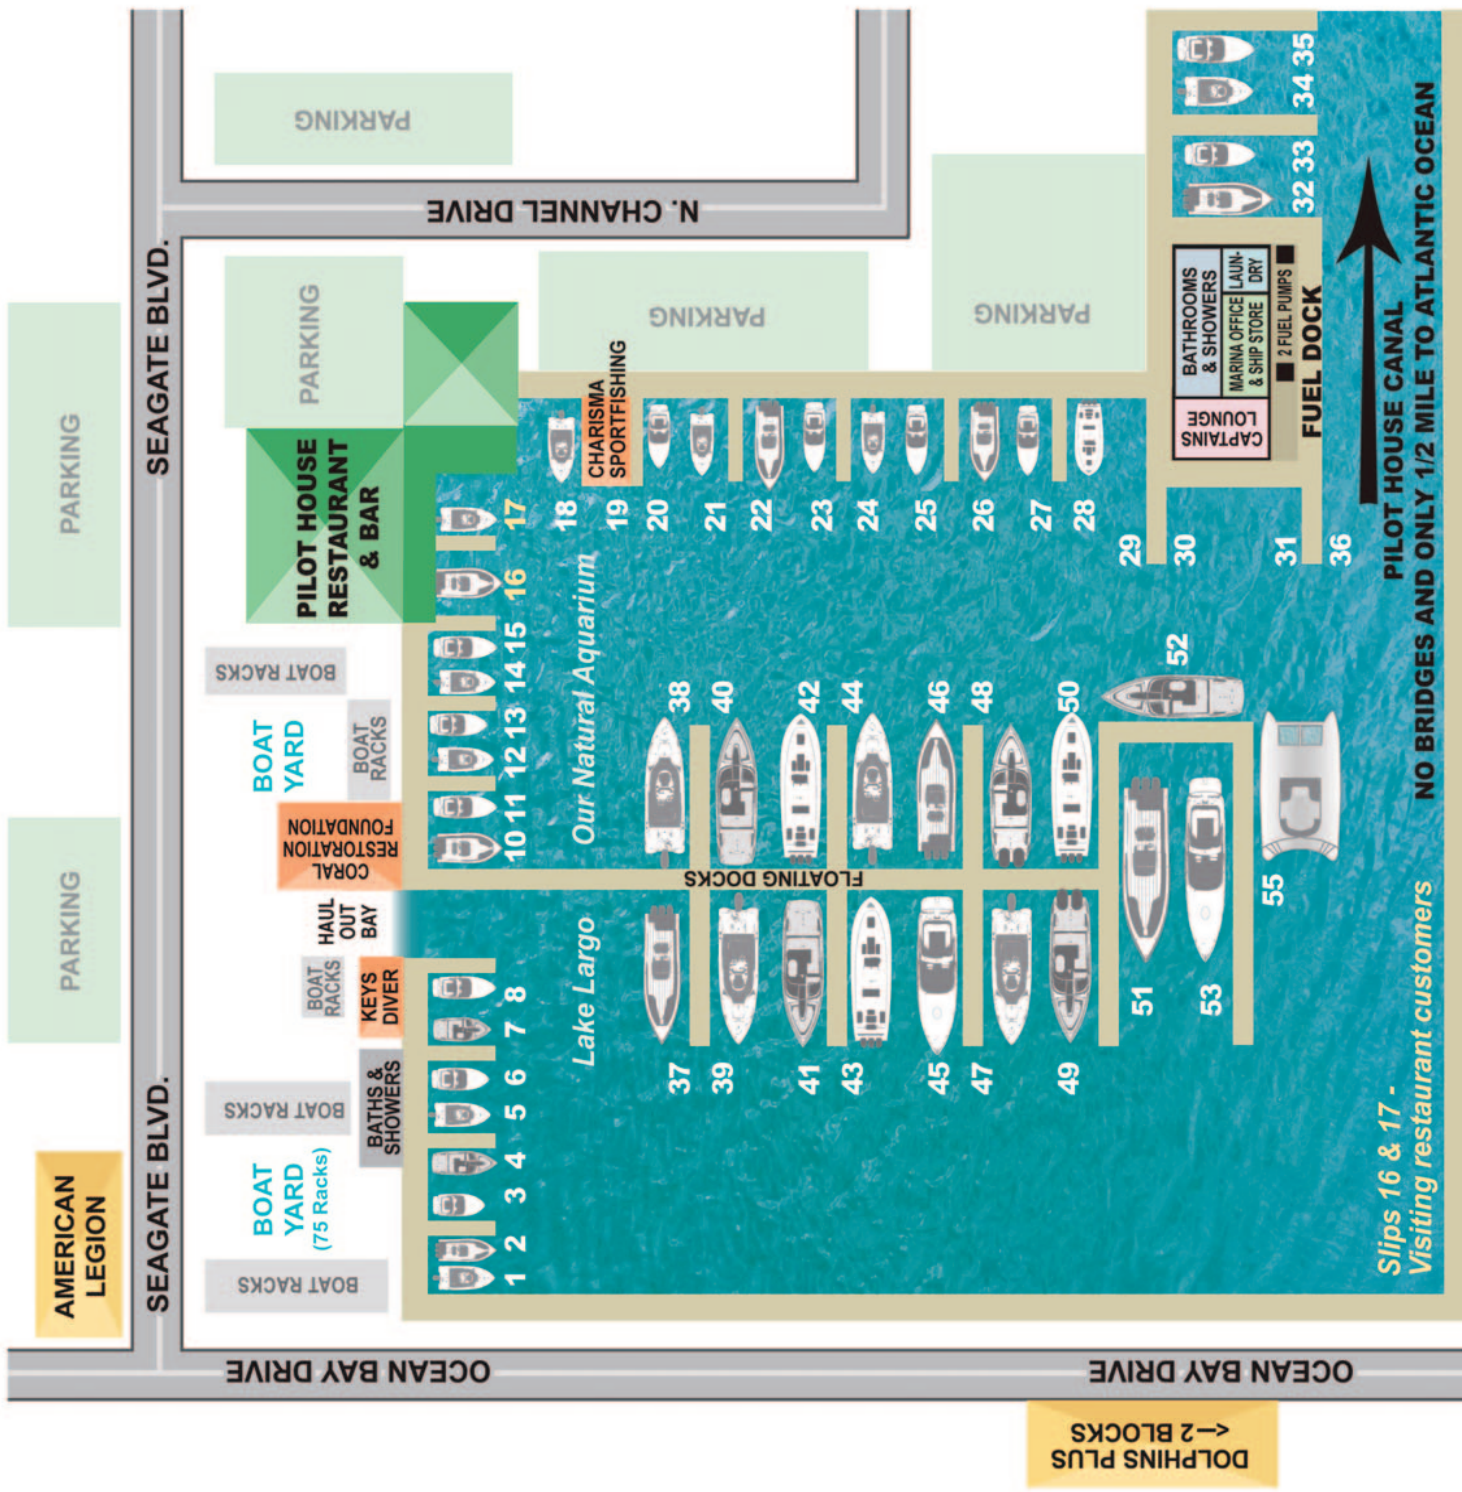 PARKING
PARKING
AMERICAN
LEGION
SEAGATE BLVD.
SEAGATE BLVD.
PARKING
N. CHANNEL DRIVE
PARKING
PARKING
PARKING
PILOT HOUSE
RESTAURANT
& BAR
BOAT RACKS
BOAT
YARD
BOAT
RACKS
CORAL
RESTORATION
FOUNDATION
HAUL
OUT
BAY
BOAT
RACKS
KEYS
DIVER
BATHS &
SHOWERS
BOAT RACKS
BOAT
YARD
(75 Racks)
BOAT RACKS
OCEAN BAY DRIVE
OCEAN BAY DRIVE
DOLPHINS PLUS
<—2 BLOCKS
1
2
3
4
5
6
7
8
10
11
12
13
14
15
16
17
Lake Largo
Our Natural Aquarium
CHARISMA
SPORTFISHING
18
19
20
21
22
23
24
25
26
27
28
29
30
31
36
FLOATING DOCKS
37
38
39
40
41
42
43
44
45
46
47
48
49
50
51
52
53
55
CAPTAINS
LOUNGE
BATHROOMS
& SHOWERS
MARINA OFFICE
& SHIP STORE
LAUN-
DRY
2 FUEL PUMPS
FUEL DOCK
32
33
34
35
PILOT HOUSE CANAL
NO BRIDGES AND ONLY 1/2 MILE TO ATLANTIC OCEAN
Slips 16 & 17 -
Visiting restaurant customers